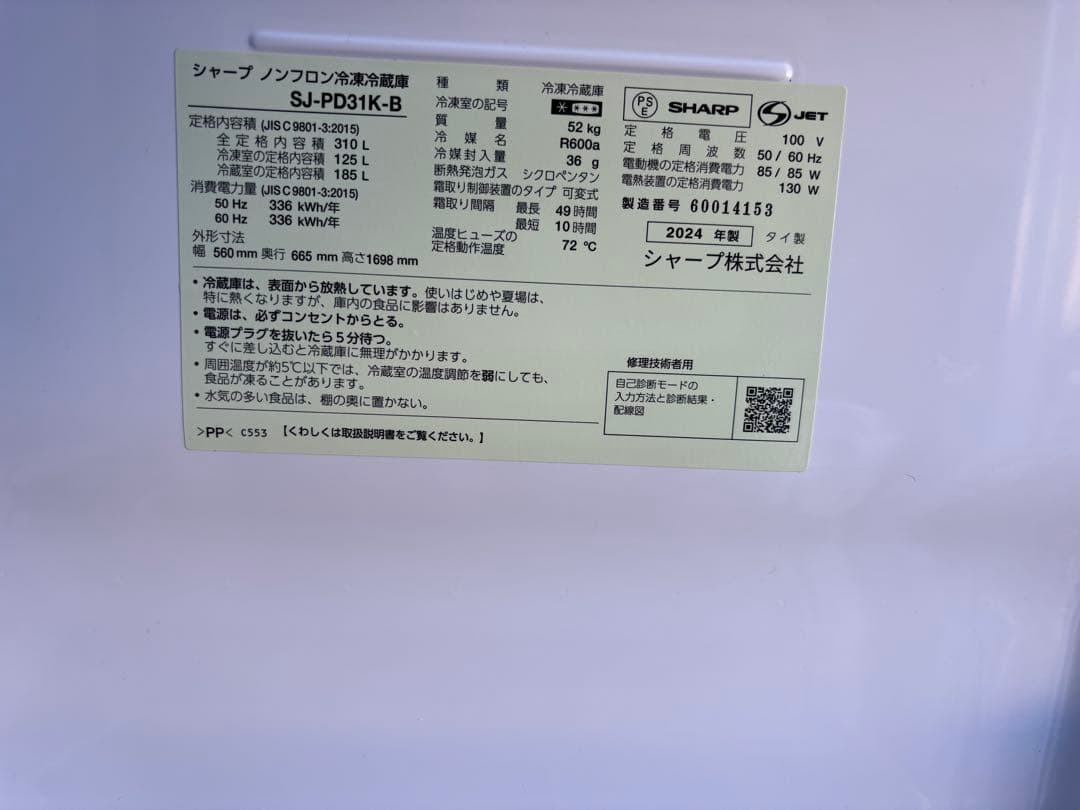 シャープ ノンフロン冷凍冷蔵庫
SJ-PD31K-B
定格内容積 (JIS C 9801-3:2015)
全定格内容積 310 L
冷凍室の定格内容積 125 L
冷蔵室の定格内容積 185 L
消費電力量 (JIS C 9801-3:2015)
50 Hz 336 kWh/年
60 Hz 336 kWh/年
外形寸法
幅 560 mm 奥行 665 mm 高さ1698 mm
種類 冷凍冷蔵庫
冷凍室の記号 * ***
質量 52 kg
冷媒名 R600a
冷媒封入量 36 g
断熱発泡ガス シクロペンタン
霜取り制御装置のタイプ 可変式
霜取り間隔 最長 49時間
最短 10時間
温度ヒューズの
定格動作温度 72 ℃
PSE SHARP JET
定格電圧 100 V
定格周波数 50 / 60 Hz
電動機の定格消費電力 85 / 85 W
電熱装置の定格消費電力 130 W
製造番号 60014153
2024 年製 タイ製
シャープ株式会社
• 冷蔵庫は、表面から放熱しています。使いはじめや夏場は、
特に熱くなりますが、庫内の食品に影響はありません。
• 電源は、必ずコンセントからとる。
• 電源プラグを抜いたら5分待つ。
すぐに差し込むと冷蔵庫に無理がかかります。
• 周囲温度が約5℃以下では、冷蔵室の温度調節を弱にしても、
食品が凍ることがあります。
• 水気の多い食品は、棚の奥に置かない。
>PP< C553 【くわしくは取扱説明書をご覧ください。】
修理技術者用
自己診断モードの
入力方法と診断結果・
配線図